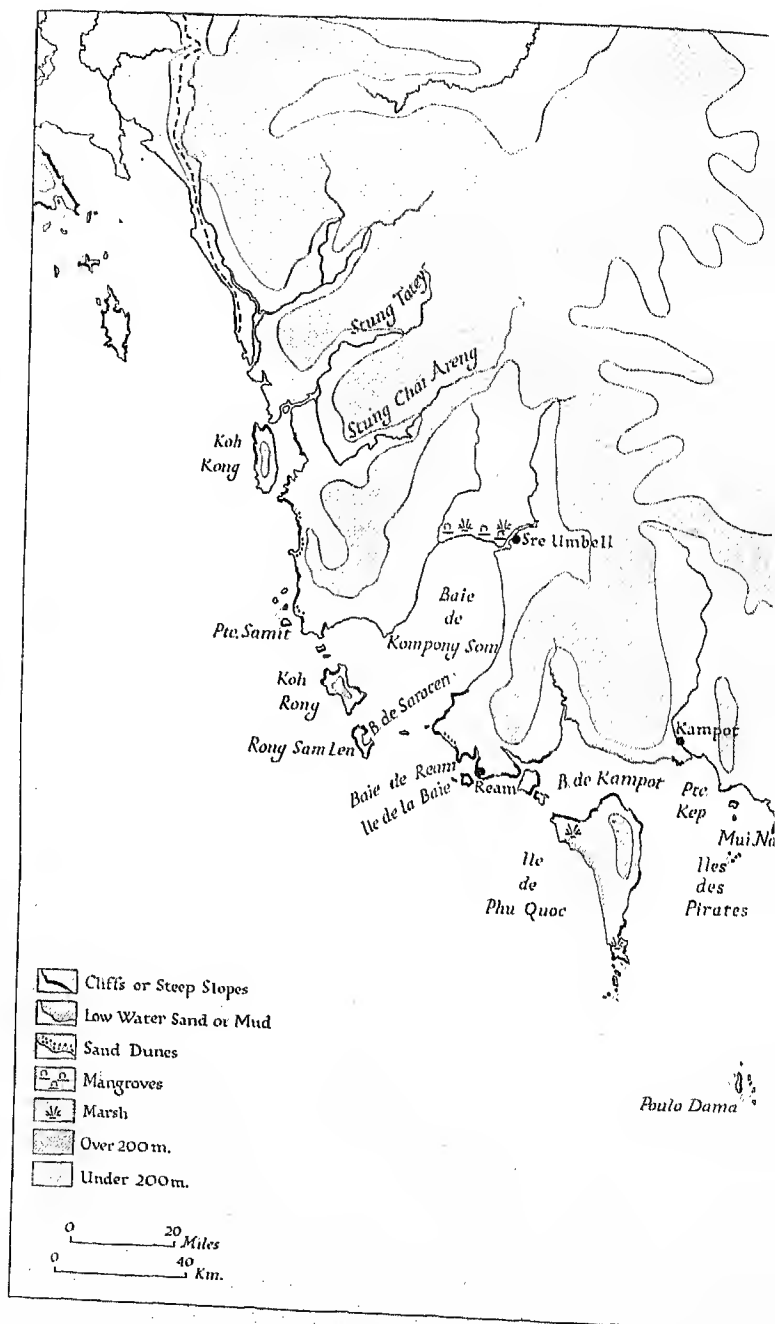 Stung Tatey
Stung Chai Areng
Koh
Rong
Sre Umbell
Baie
de
Kompong Som
Pte. Samit
Koh
Rong
B. de Saracen
Rong Sam Len
Kampot
Baie de Ream
Ile de la Baie
Ream
B. de Kampot
Pte.
Kep
Mui Na
Ile
de
Phu Quoc
Iles
des
Pirates
Cliffs or Steep Slopes
Low Water Sand or Mud
Sand Dunes
Mangroves
Marsh
Over 200 m.
Under 200 m.
Poulo Dama
0 20 Miles
0 40 Km.